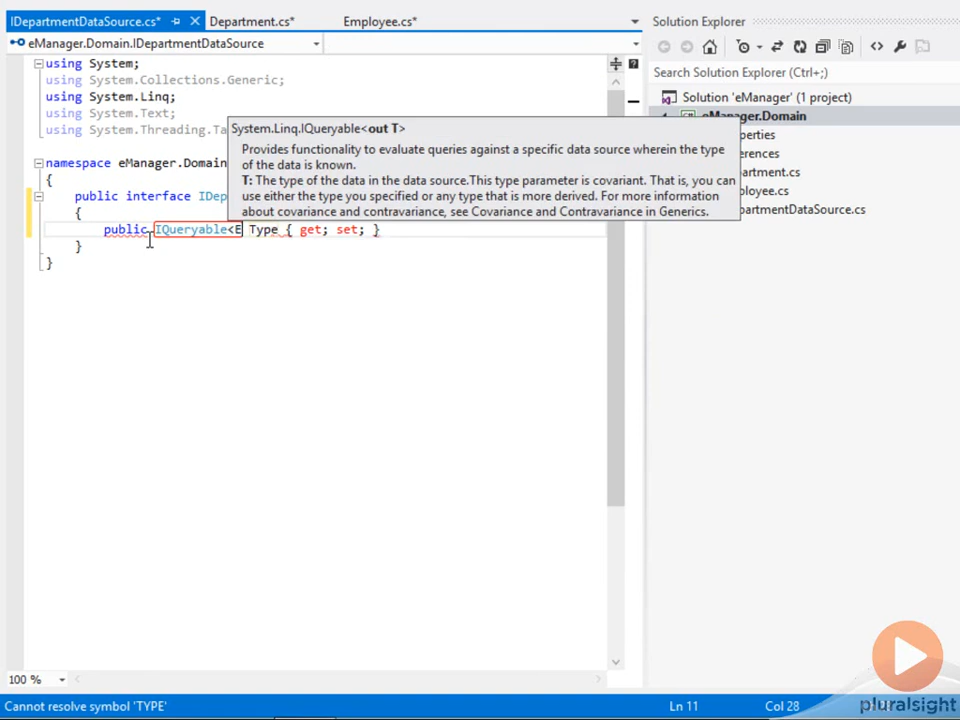 IDepartmentDataSource.cs* Department.cs* Employee.cs* Solution Explorer
eManager.Domain.IDepartmentDataSource
using System;
using System.Collections.Generic;
using System.Linq;
using System.Text;
using System.Threading.Ta
Search Solution Explorer (Ctrl+;)
Solution 'eManager' (1 project)
eManager.Domain
perties
erences
artment.cs
loyee.cs
partmentDataSource.cs
System.Linq.IQueryable<out T>
Provides functionality to evaluate queries against a specific data source wherein the type
of the data is known.
T: The type of the data in the data source.This type parameter is covariant. That is, you can
use either the type you specified or any type that is more derived. For more information
about covariance and contravariance, see Covariance and Contravariance in Generics.
namespace eManager.Domain
{
public interface IDep
{
public IQueryable<E Type { get; set; }
}
}
100 %
Cannot resolve symbol 'TYPE' Ln 11 Col 28
pluralsight